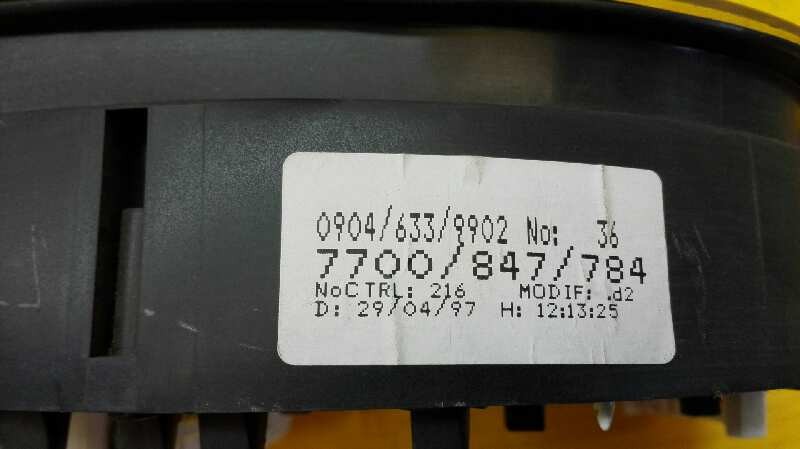 0904/633/9902 No: 36
7700/847/784
NoCTRL: 216 MODIF: .d2
D: 29/04/97 H: 12:13:25